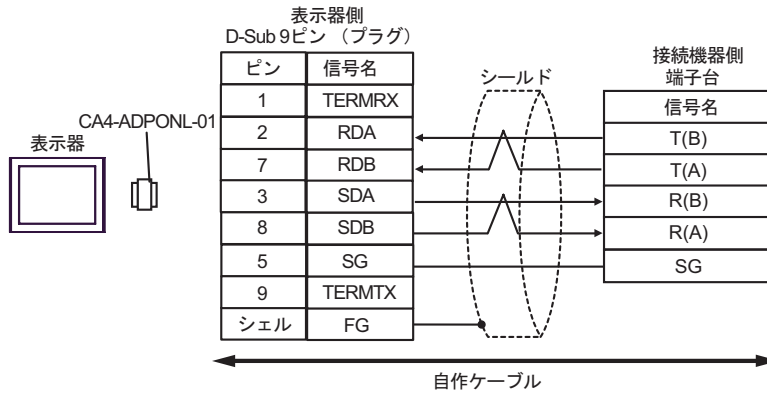 表示器側
D-Sub 9ピン （プラグ）
ピン 信号名
1 TERMRX
2 RDA
7 RDB
3 SDA
8 SDB
5 SG
9 TERMTX
シェル FG
シールド
接続機器側
端子台
信号名
T(B)
T(A)
R(B)
R(A)
SG
CA4-ADPONL-01
表示器
自作ケーブル